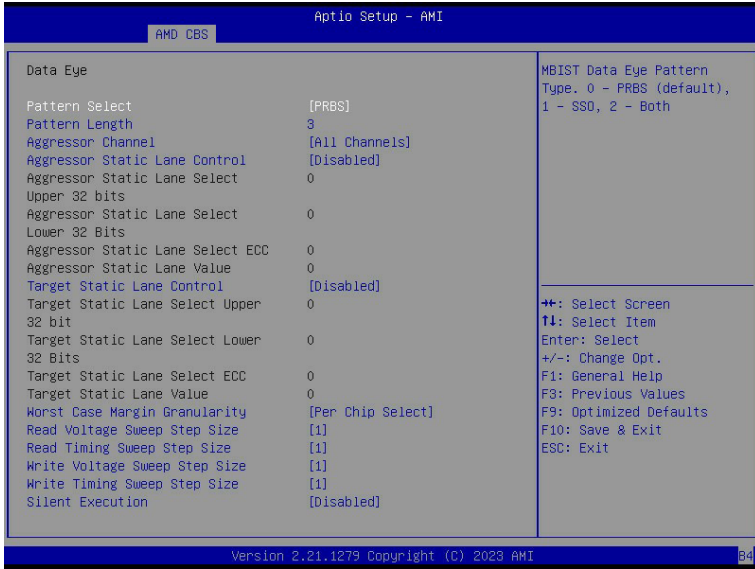 Aptio Setup - AMI
AMD CBS
Data Eye
Pattern Select [PRBS]
Pattern Length 3
Aggressor Channel [All Channels]
Aggressor Static Lane Control [Disabled]
Aggressor Static Lane Select 0
Upper 32 bits
Aggressor Static Lane Select 0
Lower 32 Bits
Aggressor Static Lane Select ECC 0
Aggressor Static Lane Value 0
Target Static Lane Control [Disabled]
Target Static Lane Select Upper 0
32 bit
Target Static Lane Select Lower 0
32 Bits
Target Static Lane Select ECC 0
Target Static Lane Value 0
Worst Case Margin Granularity [Per Chip Select]
Read Voltage Sweep Step Size [1]
Read Timing Sweep Step Size [1]
Write Voltage Sweep Step Size [1]
Write Timing Sweep Step Size [1]
Silent Execution [Disabled]
MBIST Data Eye Pattern
Type. 0 - PRBS (default),
1 - SSO, 2 - Both
→←: Select Screen
↑↓: Select Item
Enter: Select
+/-: Change Opt.
F1: General Help
F3: Previous Values
F9: Optimized Defaults
F10: Save & Exit
ESC: Exit
Version 2.21.1279 Copyright (C) 2023 AMI
B4